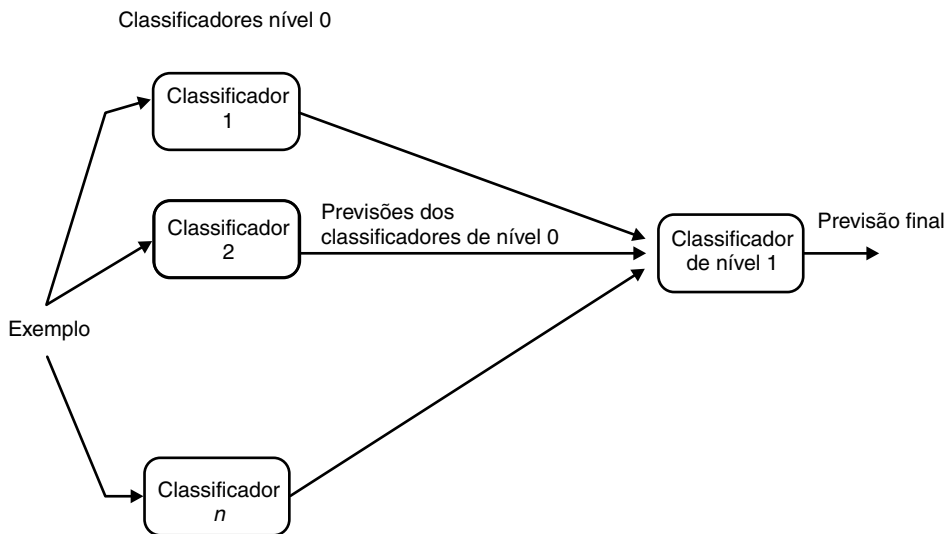 Classificadores nível 0
Classificador
1
Classificador
2
Previsões dos
classificadores de nível 0
Classificador
de nível 1
Previsão final
Exemplo
Classificador
n